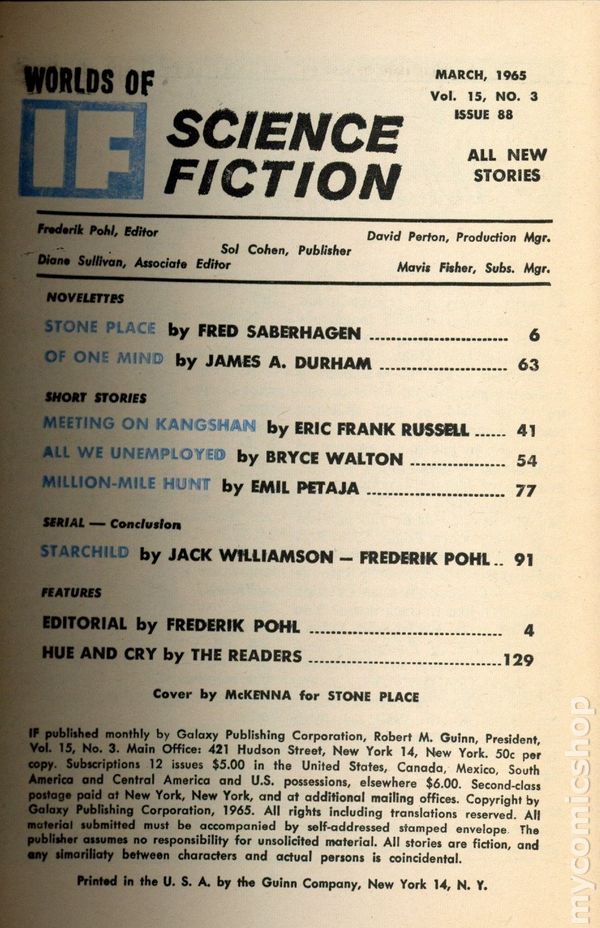 WORLDS OF
IF
SCIENCE
FICTION
MARCH, 1965
Vol. 15, NO. 3
ISSUE 88
ALL NEW
STORIES
Frederik Pohl, Editor
David Perton, Production Mgr.
Sol Cohen, Publisher
Diane Sullivan, Associate Editor
Mavis Fisher, Subs. Mgr.
NOVELETTES
STONE PLACE by FRED SABERHAGEN ........................ 6
OF ONE MIND by JAMES A. DURHAM ...................... 63
SHORT STORIES
MEETING ON KANGSHAN by ERIC FRANK RUSSELL ...... 41
ALL WE UNEMPLOYED by BRYCE WALTON ................. 54
MILLION-MILE HUNT by EMIL PETAJA ........................ 77
SERIAL — Conclusion
STARCHILD by JACK WILLIAMSON — FREDERIK POHL.. 91
FEATURES
EDITORIAL by FREDERIK POHL .................................. 4
HUE AND CRY by THE READERS ..................................129
Cover by McKENNA for STONE PLACE
IF published monthly by Galaxy Publishing Corporation, Robert M. Guinn, President,
Vol. 15, No. 3. Main Office: 421 Hudson Street, New York 14, New York. 50c per
copy. Subscriptions 12 issues $5.00 in the United States, Canada, Mexico, South
America and Central America and U.S. possessions, elsewhere $6.00. Second-class
postage paid at New York, New York, and at additional mailing offices. Copyright by
Galaxy Publishing Corporation, 1965. All rights including translations reserved. All
material submitted must be accompanied by self-addressed stamped envelope. The
publisher assumes no responsibility for unsolicited material. All stories are fiction, and
any simariliaty between characters and actual persons is coincidental.
Printed in the U. S. A. by the Guinn Company, New York 14, N. Y.
mycomicshop